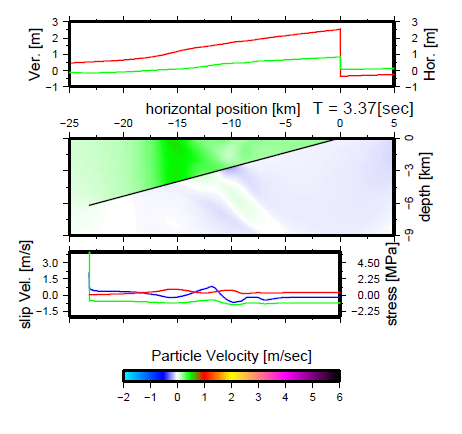 3 3
2 2
1 1
0 0
−1 −1
Ver. [m] Hor. [m]
horizontal position [km] T = 3.37[sec]
−25 −20 −15 −10 −5 0 5
0
−3
−6
−9
depth [km]
3.0 4.50
1.5 2.25
0.0 0.00
−1.5 −2.25
slip Vel. [m/s] stress [MPa]
Particle Velocity [m/sec]
−2 −1 0 1 2 3 4 5 6